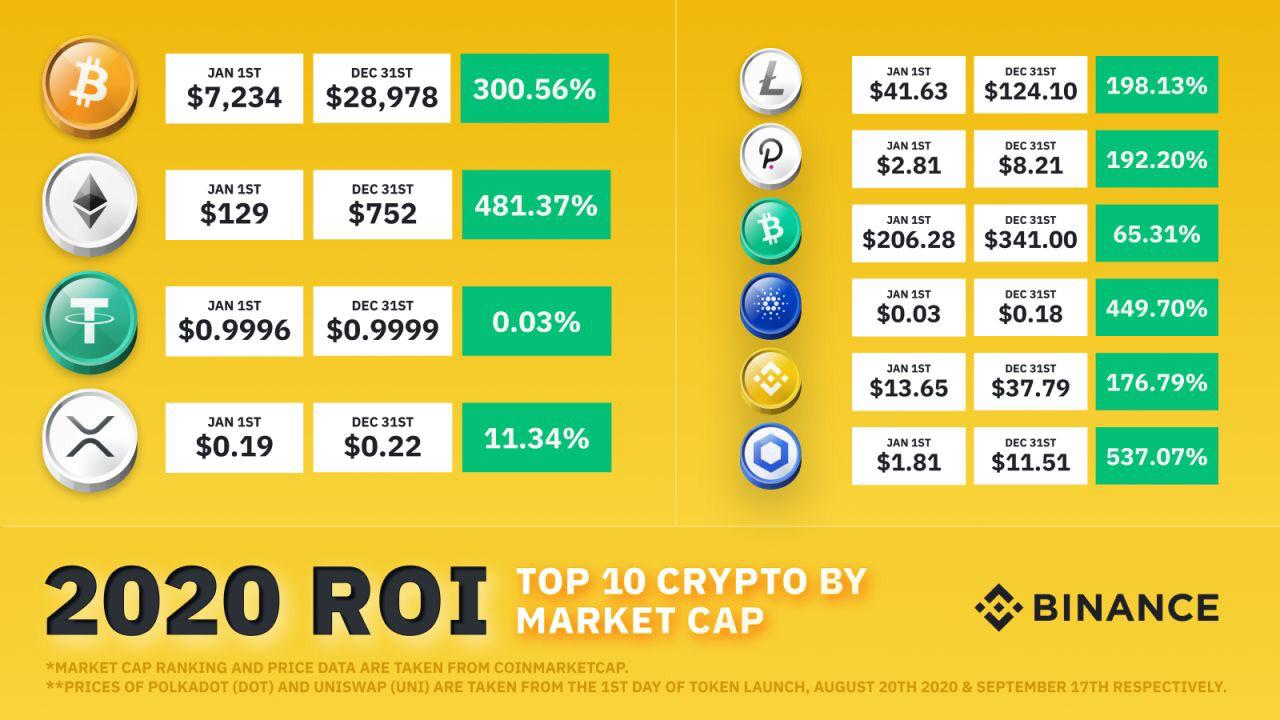 JAN 1ST
$7,234
DEC 31ST
$28,978
300.56%
JAN 1ST
$129
DEC 31ST
$752
481.37%
JAN 1ST
$0.9996
DEC 31ST
$0.9999
0.03%
JAN 1ST
$0.19
DEC 31ST
$0.22
11.34%
JAN 1ST
$41.63
DEC 31ST
$124.10
198.13%
JAN 1ST
$2.81
DEC 31ST
$8.21
192.20%
JAN 1ST
$206.28
DEC 31ST
$341.00
65.31%
JAN 1ST
$0.03
DEC 31ST
$0.18
449.70%
JAN 1ST
$13.65
DEC 31ST
$37.79
176.79%
JAN 1ST
$1.81
DEC 31ST
$11.51
537.07%
2020 ROI
TOP 10 CRYPTO BY
MARKET CAP
BINANCE
*MARKET CAP RANKING AND PRICE DATA ARE TAKEN FROM COINMARKETCAP.
**PRICES OF POLKADOT (DOT) AND UNISWAP (UNI) ARE TAKEN FROM THE 1ST DAY OF TOKEN LAUNCH, AUGUST 20TH 2020 & SEPTEMBER 17TH RESPECTIVELY.